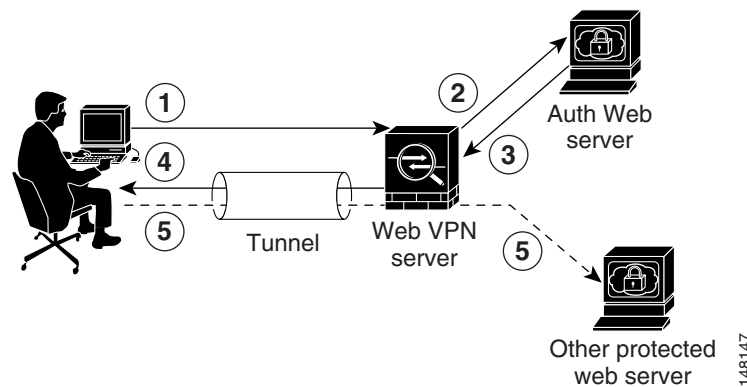 1
2
Auth Web
server
3
4
5
Tunnel
Web VPN
server
5
Other protected
web server
148147